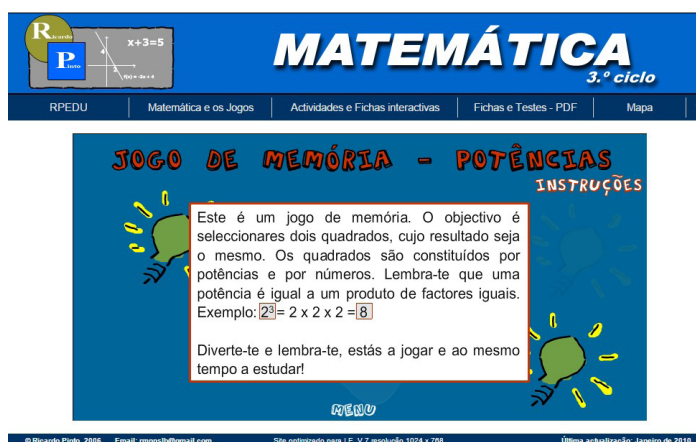 Ricardo
Pinto
x+3=5
f(x) = -2x + 4
MATEMÁTICA
3.º ciclo
RPEDU
Matemática e os Jogos
Actividades e Fichas interactivas
Fichas e Testes - PDF
Mapa
JOGO DE MEMÓRIA - POTÊNCIAS
INSTRUÇÕES
Este é um jogo de memória. O objectivo é
seleccionares dois quadrados, cujo resultado seja
o mesmo. Os quadrados são constituídos por
potências e por números. Lembra-te que uma
potência é igual a um produto de factores iguais.
Exemplo: 2³ = 2 x 2 x 2 = 8
Diverte-te e lembra-te, estás a jogar e ao mesmo
tempo a estudar!
MENU
© Ricardo Pinto, 2006 Email: rmopslb@gmail.com Site optimizado para I.E. V.7 resolução 1024 x 768 Última actualização: Janeiro de 2010